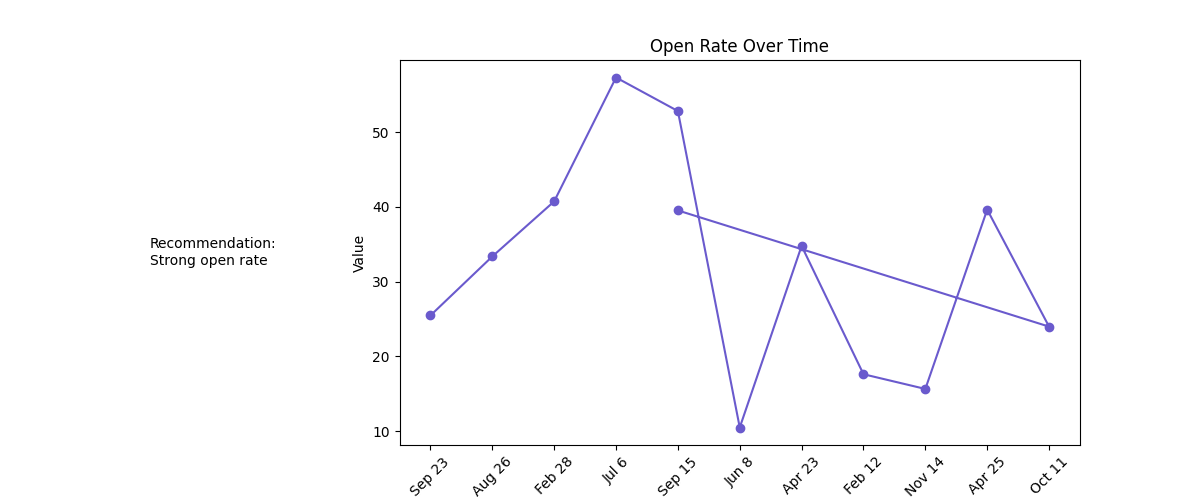 Open Rate Over Time
Recommendation:
Strong open rate
Value
50
40
30
20
10
Sep 23
Aug 26
Feb 28
Jul 6
Sep 15
Jun 8
Apr 23
Feb 12
Nov 14
Apr 25
Oct 11